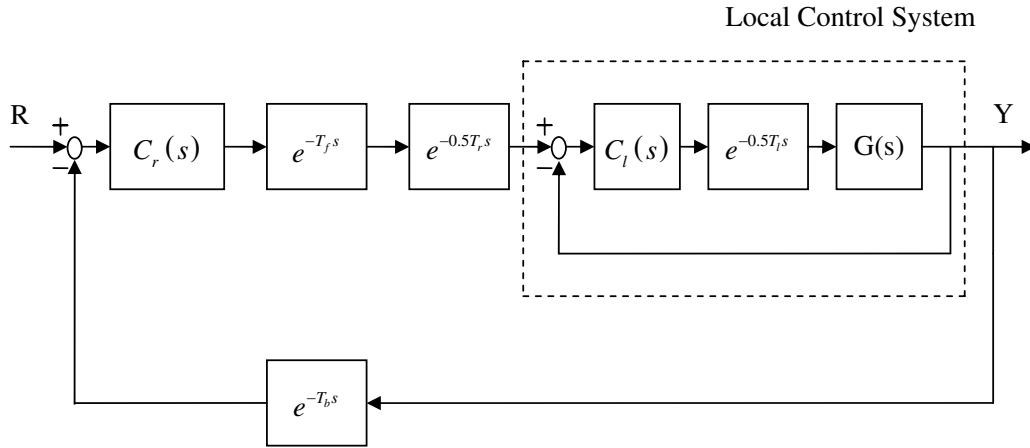 Local Control System
R
Y
+
−
C_r(s)
e^{-T_f s}
e^{-0.5T_r s}
+
−
C_l(s)
e^{-0.5T_l s}
G(s)
e^{-T_b s}